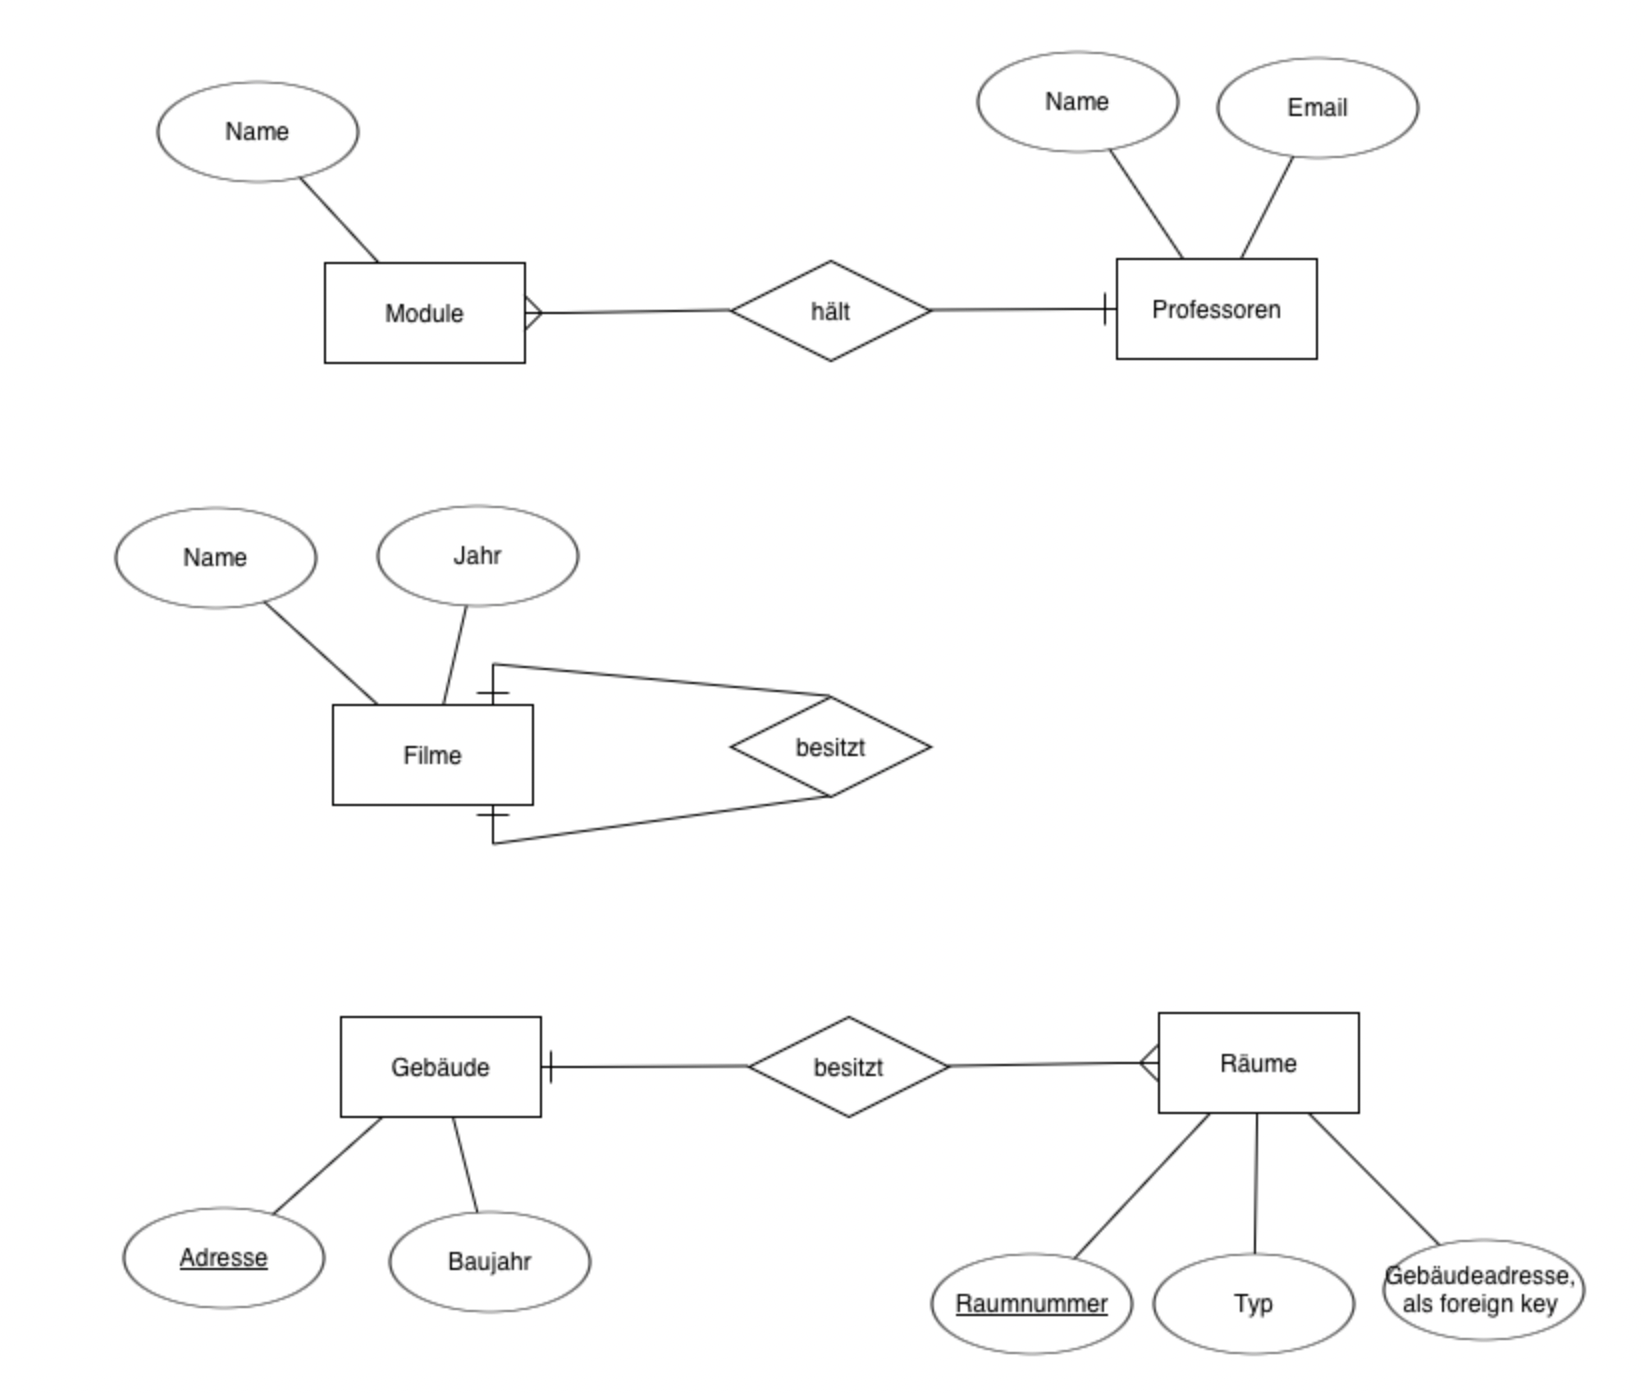 Name
Name
Email
Module
hält
Professoren
Name
Jahr
Filme
besitzt
Gebäude
besitzt
Räume
Adresse
Baujahr
Raumnummer
Typ
Gebäudeadresse,
als foreign key